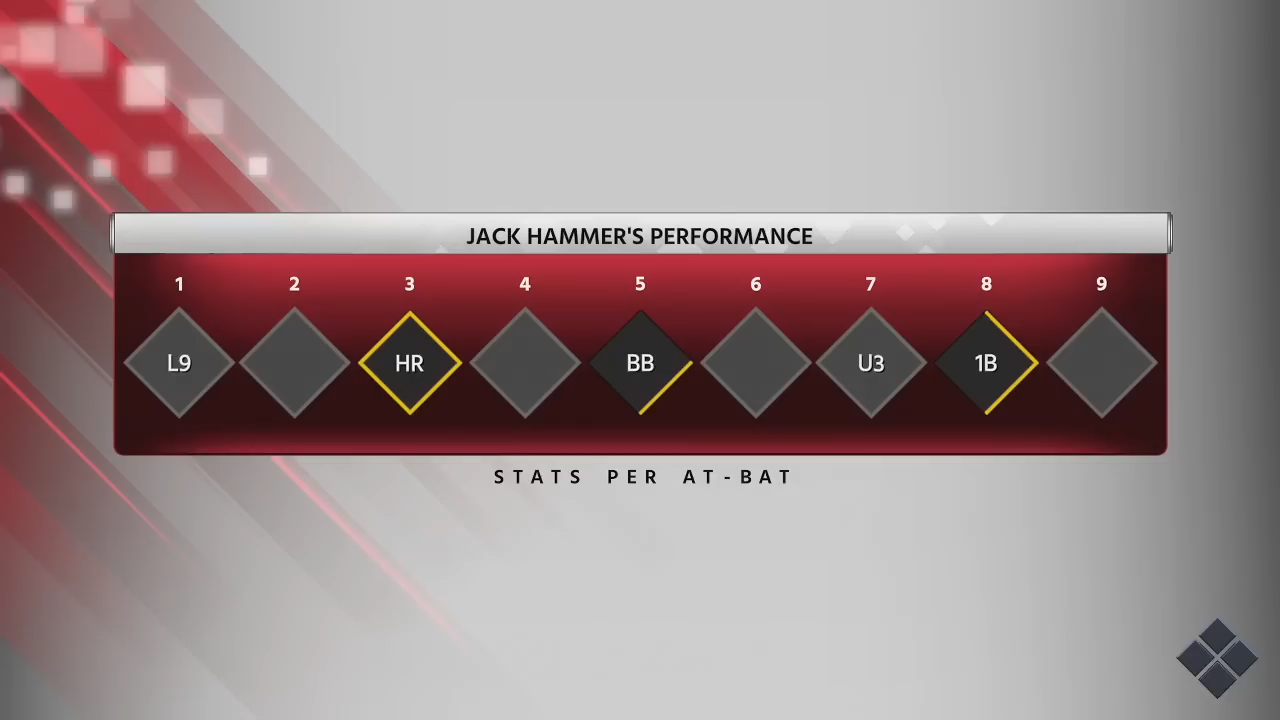 JACK HAMMER'S PERFORMANCE
1 2 3 4 5 6 7 8 9
L9 HR BB U3 1B
STATS PER AT-BAT